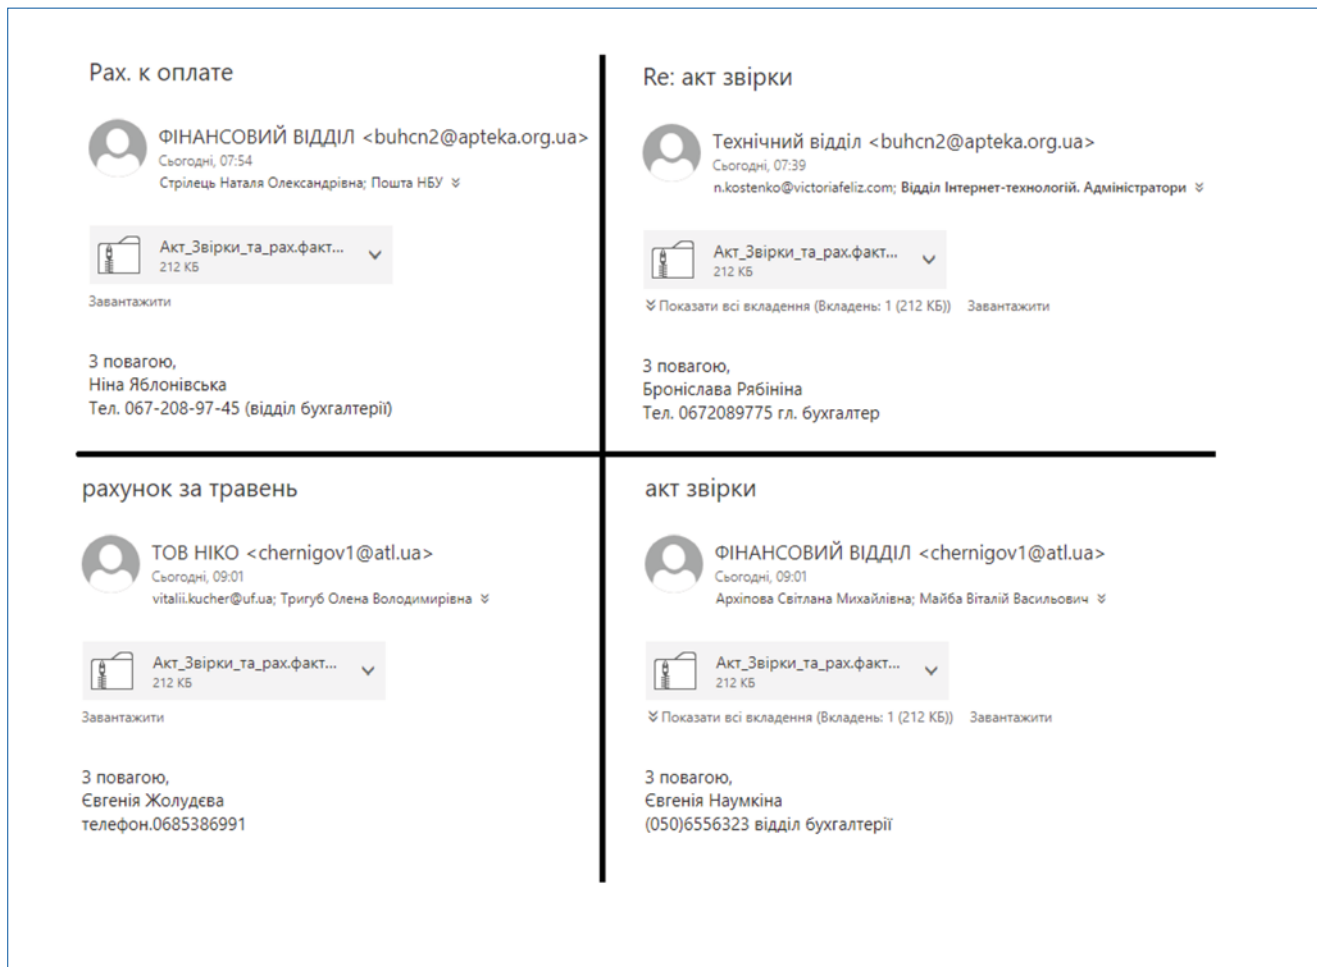 Рах. к оплате
ФІНАНСОВИЙ ВІДДІЛ <buhcn2@apteka.org.ua>
Сьогодні, 07:54
Стрілець Наталя Олександрівна; Пошта НБУ
Акт_Звірки_та_рах.факт...
212 КБ
Завантажити
З повагою,
Ніна Яблонівська
Тел. 067-208-97-45 (відділ бухгалтерії)
Re: акт звірки
Технічний відділ <buhcn2@apteka.org.ua>
Сьогодні, 07:39
n.kostenko@victoriafeliz.com; Відділ Інтернет-технологій. Адміністратори
Акт_Звірки_та_рах.факт...
212 КБ
Показати всі вкладення (Вкладень: 1 (212 КБ)) Завантажити
З повагою,
Броніслава Рябініна
Тел. 0672089775 гл. бухгалтер
рахунок за травень
ТОВ НІКО <chernigov1@atl.ua>
Сьогодні, 09:01
vitalii.kucher@uf.ua; Тригуб Олена Володимирівна
Акт_Звірки_та_рах.факт...
212 КБ
Завантажити
З повагою,
Євгенія Жолудєва
телефон.0685386991
акт звірки
ФІНАНСОВИЙ ВІДДІЛ <chernigov1@atl.ua>
Сьогодні, 09:01
Архіпова Світлана Михайлівна; Майба Віталій Васильович
Акт_Звірки_та_рах.факт...
212 КБ
Показати всі вкладення (Вкладень: 1 (212 КБ)) Завантажити
З повагою,
Євгенія Наумкіна
(050)6556323 відділ бухгалтерії